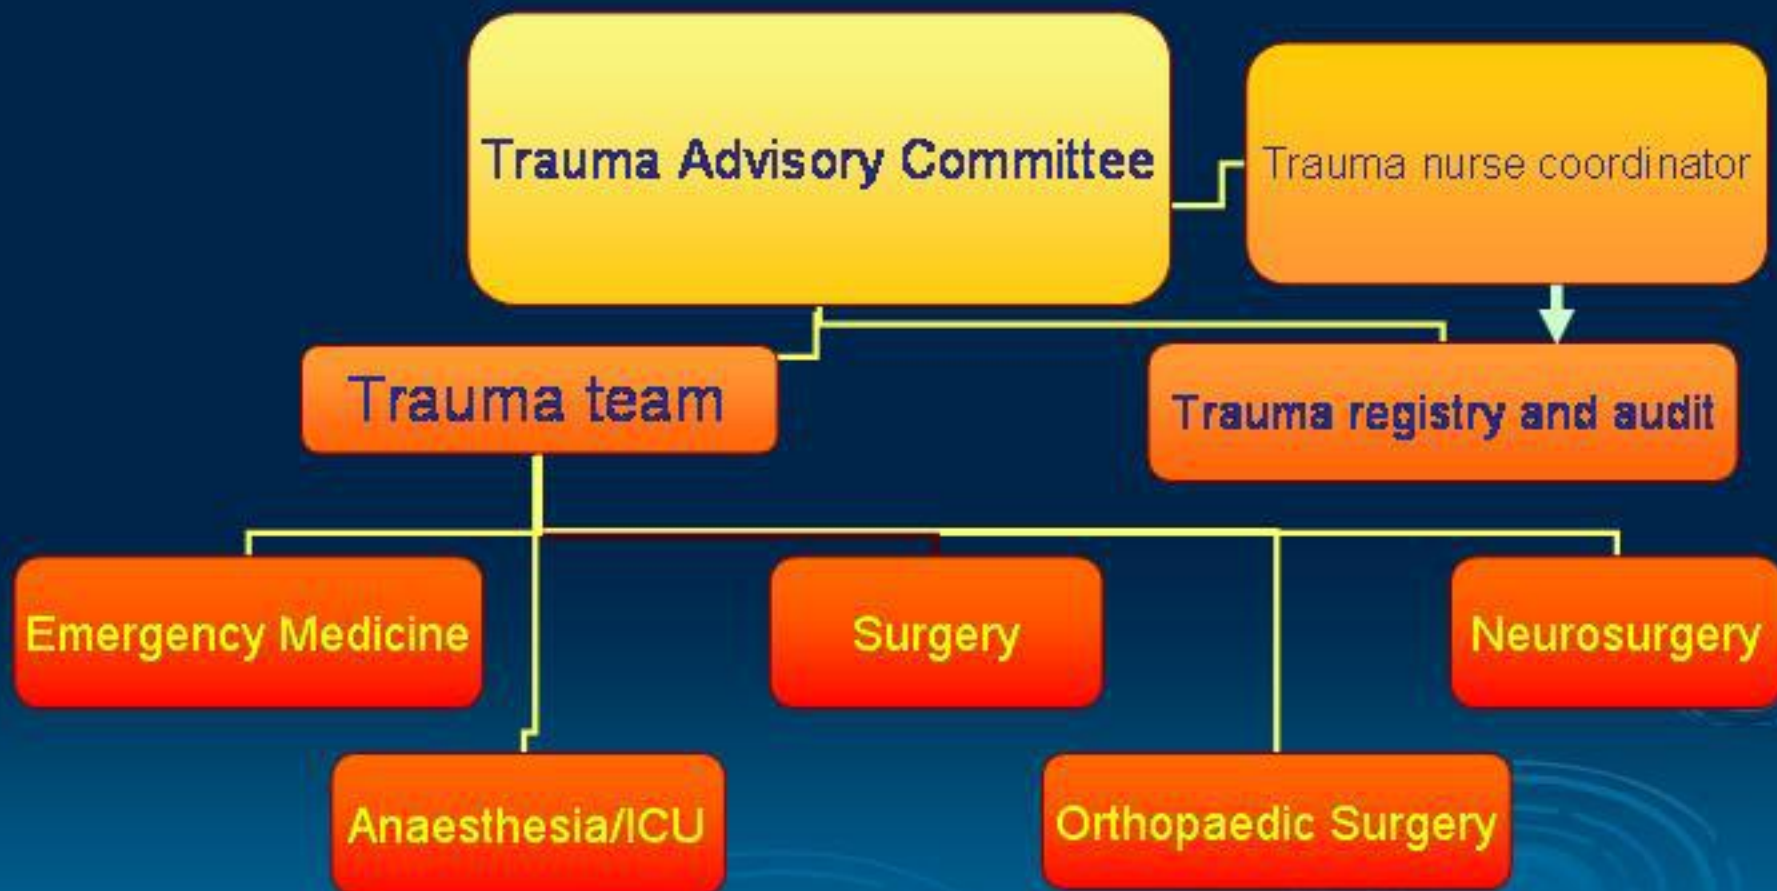 Trauma Advisory Committee
Trauma nurse coordinator
Trauma team
Trauma registry and audit
Emergency Medicine
Surgery
Neurosurgery
Anaesthesia/ICU
Orthopaedic Surgery